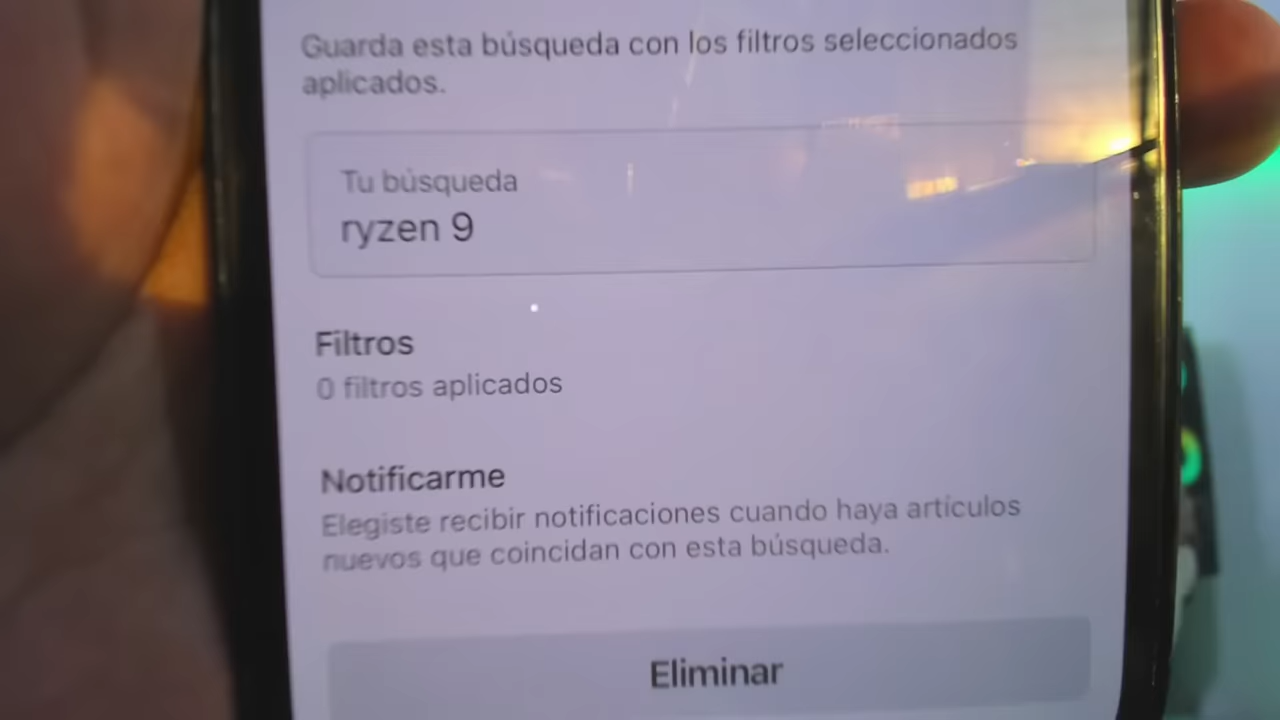 Guarda esta búsqueda con los filtros seleccionados
aplicados.
Tu búsqueda
ryzen 9
Filtros
0 filtros aplicados
Notificarme
Elegiste recibir notificaciones cuando haya artículos
nuevos que coincidan con esta búsqueda.
Eliminar